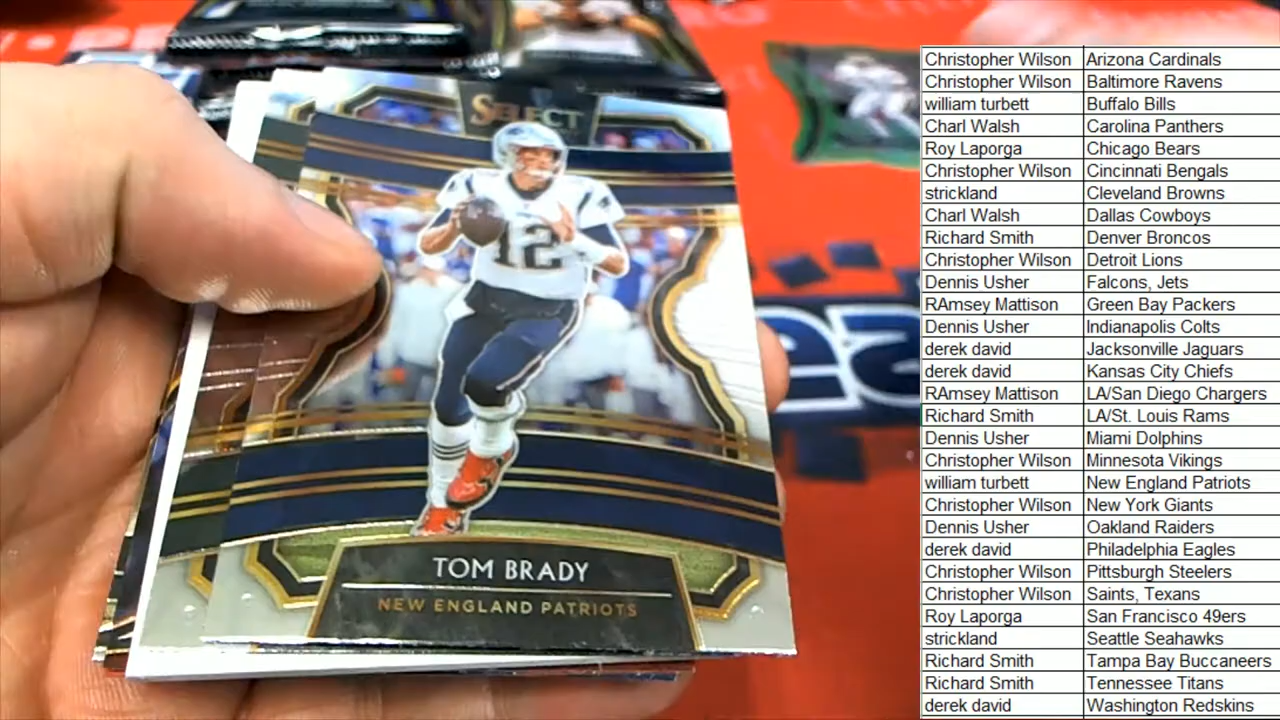 SELECT
12
TOM BRADY
NEW ENGLAND PATRIOTS
Christopher Wilson Arizona Cardinals
Christopher Wilson Baltimore Ravens
william turbett Buffalo Bills
Charl Walsh Carolina Panthers
Roy Laporga Chicago Bears
Christopher Wilson Cincinnati Bengals
strickland Cleveland Browns
Charl Walsh Dallas Cowboys
Richard Smith Denver Broncos
Christopher Wilson Detroit Lions
Dennis Usher Falcons, Jets
RAmsey Mattison Green Bay Packers
Dennis Usher Indianapolis Colts
derek david Jacksonville Jaguars
derek david Kansas City Chiefs
RAmsey Mattison LA/San Diego Chargers
Richard Smith LA/St. Louis Rams
Dennis Usher Miami Dolphins
Christopher Wilson Minnesota Vikings
william turbett New England Patriots
Christopher Wilson New York Giants
Dennis Usher Oakland Raiders
derek david Philadelphia Eagles
Christopher Wilson Pittsburgh Steelers
Christopher Wilson Saints, Texans
Roy Laporga San Francisco 49ers
strickland Seattle Seahawks
Richard Smith Tampa Bay Buccaneers
Richard Smith Tennessee Titans
derek david Washington Redskins